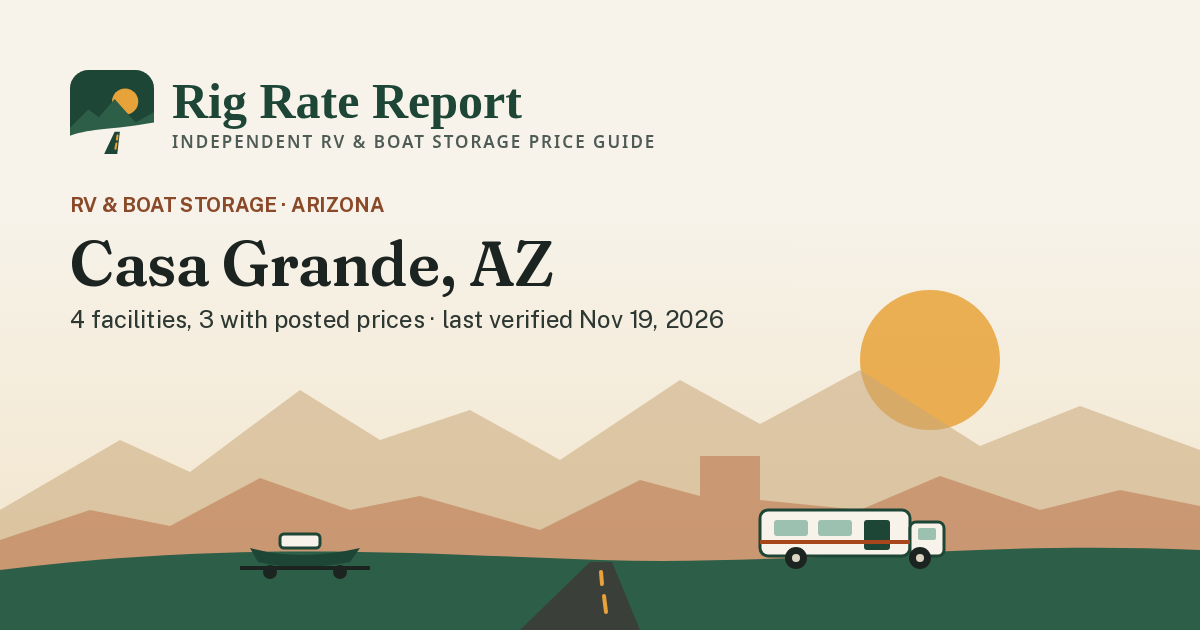 Rig Rate Report
INDEPENDENT RV & BOAT STORAGE PRICE GUIDE
RV & BOAT STORAGE · ARIZONA
Casa Grande, AZ
4 facilities, 3 with posted prices · last verified Nov 19, 2026